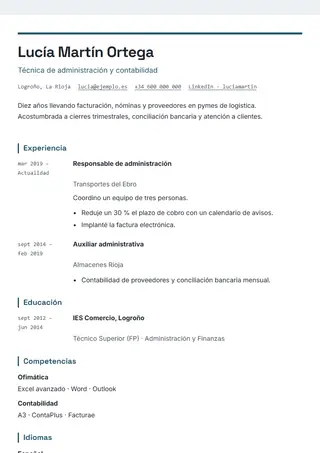 Lucía Martín Ortega
Técnica de administración y contabilidad
Logroño, La Rioja lucia@ejemplo.es +34 600 000 000 LinkedIn · luciamartin
Diez años llevando facturación, nóminas y proveedores en pymes de logística.
Acostumbrada a cierres trimestrales, conciliación bancaria y atención a clientes.
Experiencia
mar 2019 – Responsable de administración
Actualidad
Transportes del Ebro
Coordino un equipo de tres personas.
• Reduje un 30 % el plazo de cobro con un calendario de avisos.
• Implanté la factura electrónica.
sept 2014 – Auxiliar administrativa
feb 2019
Almacenes Rioja
• Contabilidad de proveedores y conciliación bancaria mensual.
Educación
sept 2012 – IES Comercio, Logroño
jun 2014
Técnico Superior (FP) · Administración y Finanzas
Competencias
Ofimática
Excel avanzado · Word · Outlook
Contabilidad
A3 · ContaPlus · Facturae
Idiomas
Español